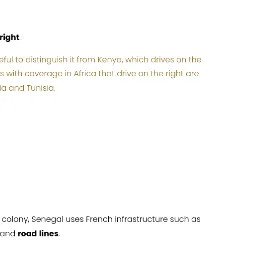 right.
eful to distinguish it from Kenya, which drives on the
s with coverage in Africa that drive on the right are
ia and Tunisia.
colony, Senegal uses French infrastructure such as
and road lines.